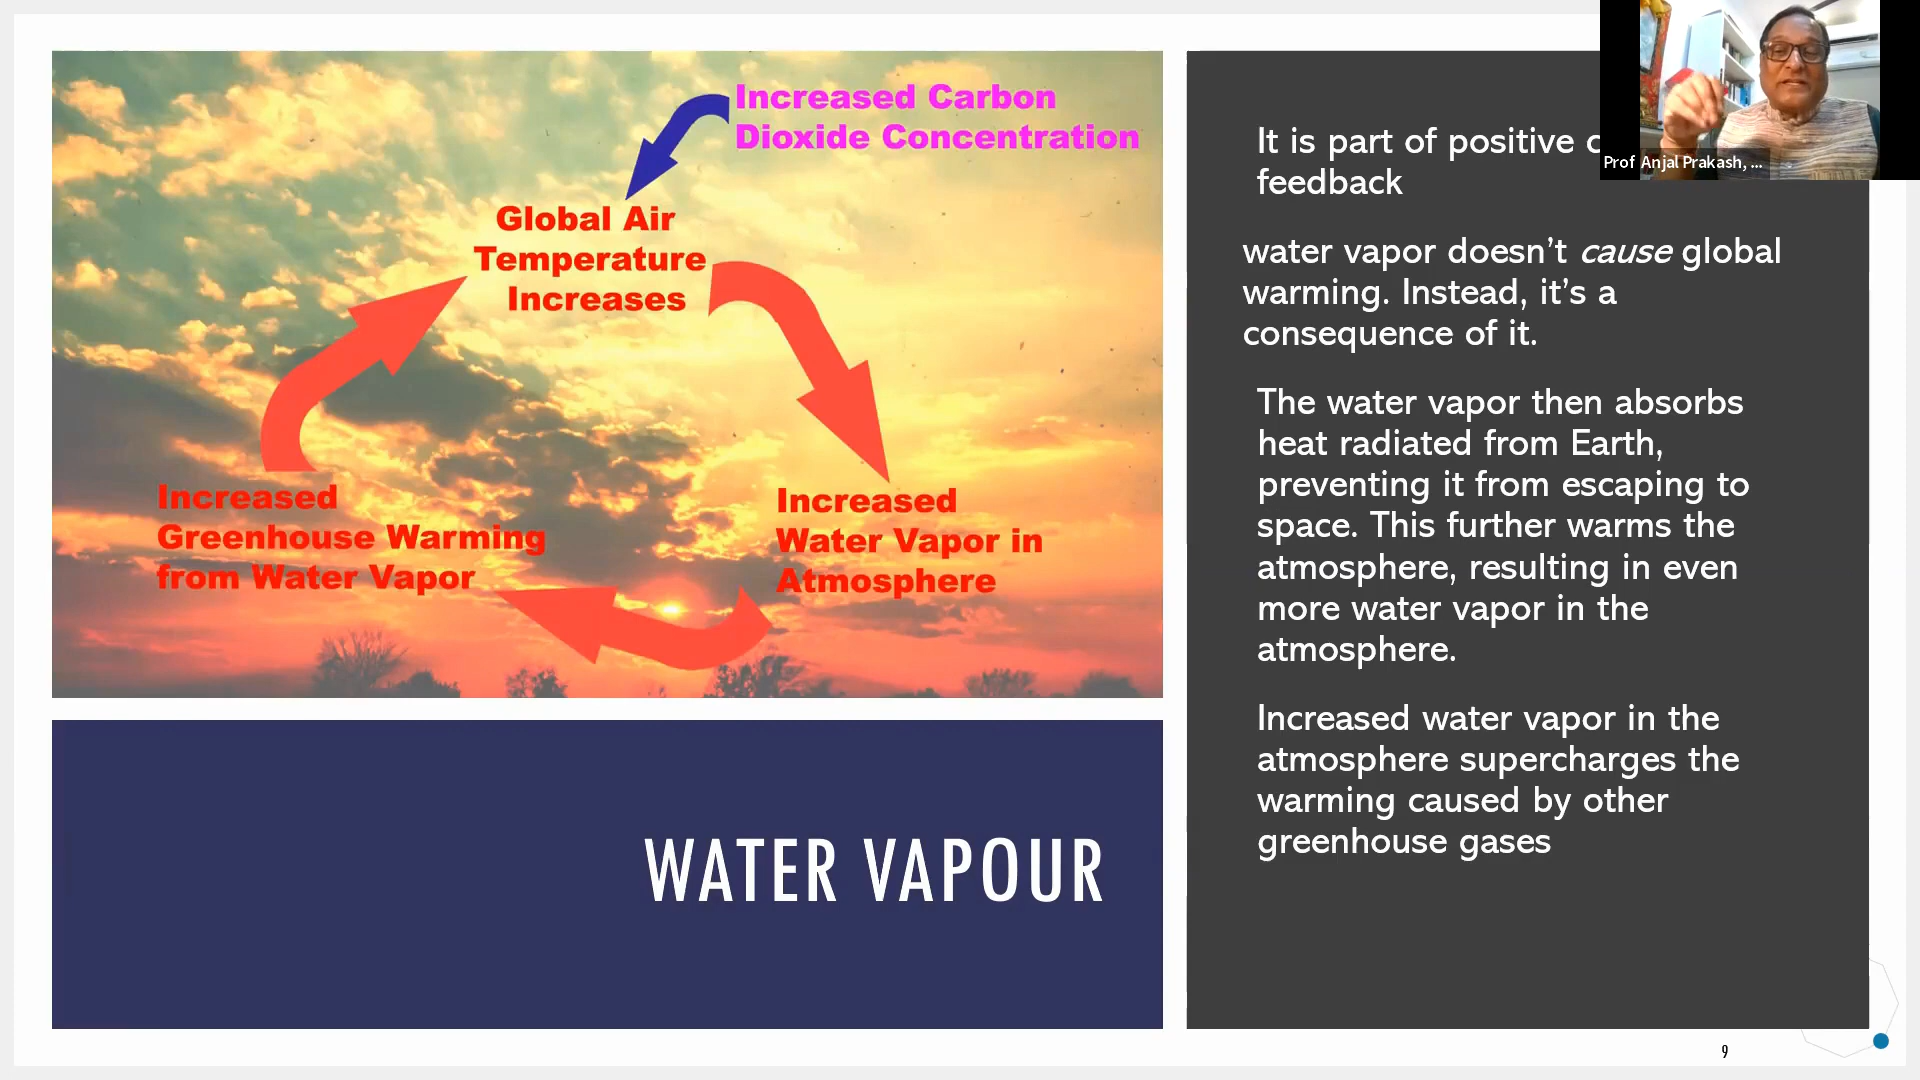 Increased Carbon
Dioxide Concentration
Global Air
Temperature
Increases
Increased
Water Vapor in
Atmosphere
Increased
Greenhouse Warming
from Water Vapor
WATER VAPOUR
It is part of positive
feedback
water vapor doesn’t cause global
warming. Instead, it’s a
consequence of it.
The water vapor then absorbs
heat radiated from Earth,
preventing it from escaping to
space. This further warms the
atmosphere, resulting in even
more water vapor in the
atmosphere.
Increased water vapor in the
atmosphere supercharges the
warming caused by other
greenhouse gases
Prof Anjal Prakash, ...
9